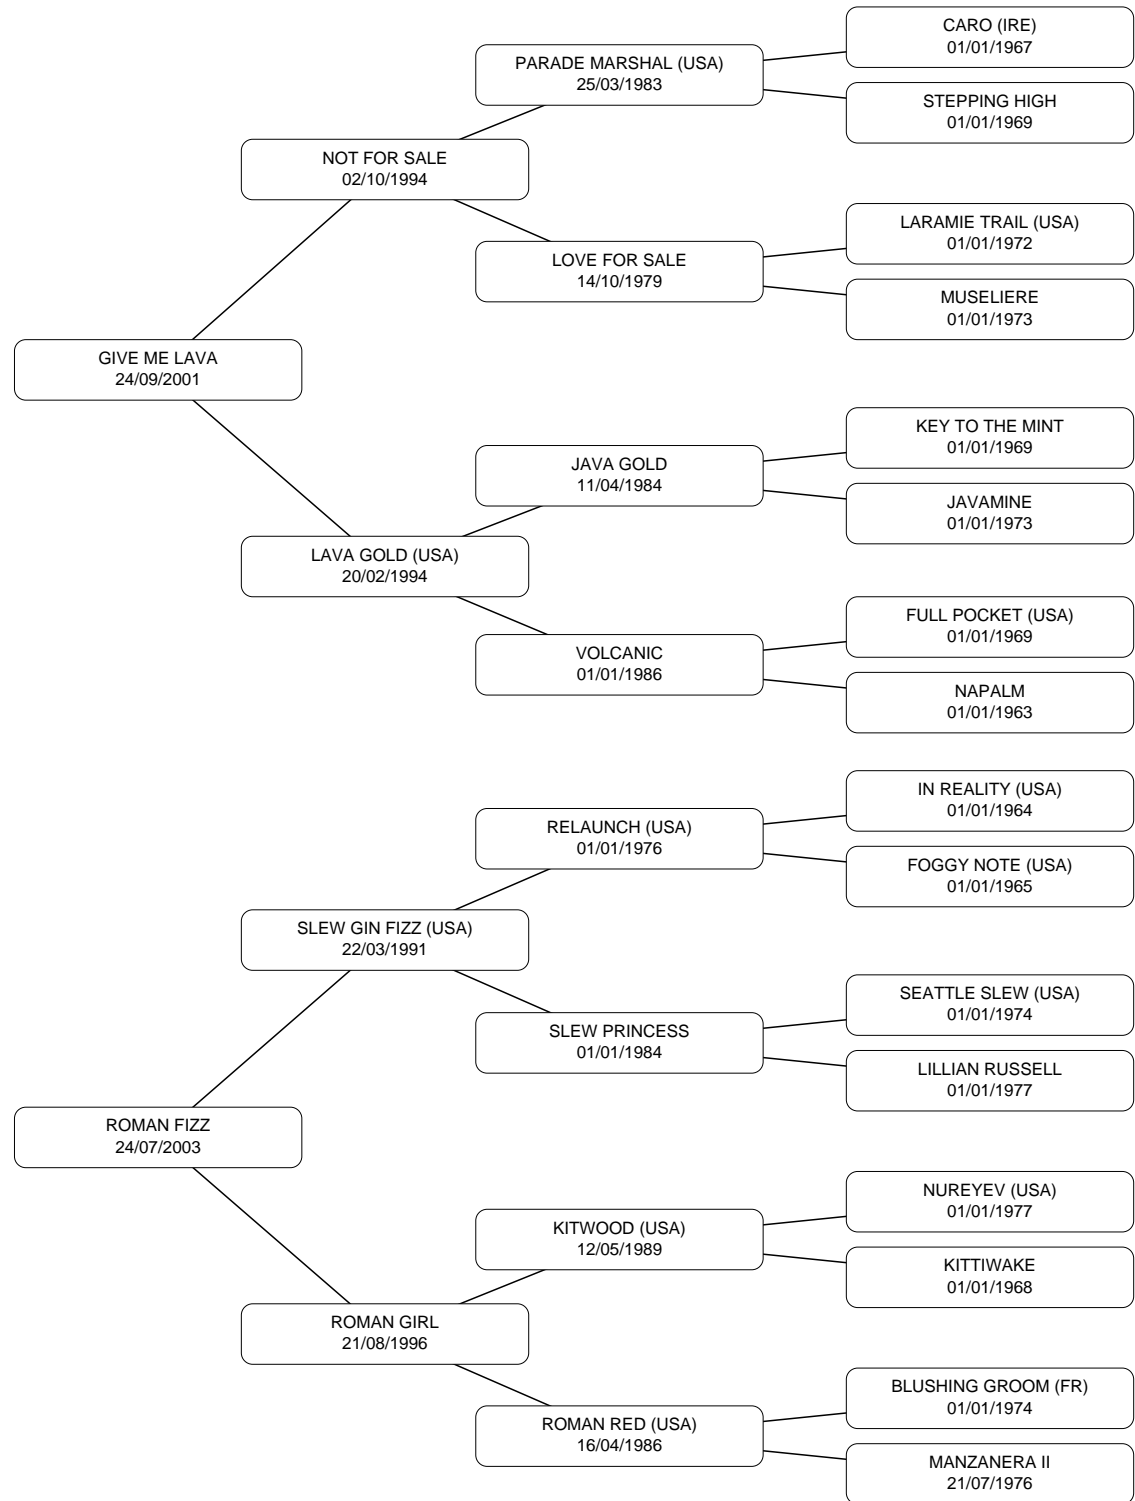 CARO (IRE)
01/01/1967
PARADE MARSHAL (USA)
25/03/1983
STEPPING HIGH
01/01/1969
NOT FOR SALE
02/10/1994
LARAMIE TRAIL (USA)
01/01/1972
LOVE FOR SALE
14/10/1979
MUSELIERE
01/01/1973
GIVE ME LAVA
24/09/2001
KEY TO THE MINT
01/01/1969
JAVA GOLD
11/04/1984
JAVAMINE
01/01/1973
LAVA GOLD (USA)
20/02/1994
FULL POCKET (USA)
01/01/1969
VOLCANIC
01/01/1986
NAPALM
01/01/1963
IN REALITY (USA)
01/01/1964
RELAUNCH (USA)
01/01/1976
FOGGY NOTE (USA)
01/01/1965
SLEW GIN FIZZ (USA)
22/03/1991
SEATTLE SLEW (USA)
01/01/1974
SLEW PRINCESS
01/01/1984
LILLIAN RUSSELL
01/01/1977
ROMAN FIZZ
24/07/2003
NUREYEV (USA)
01/01/1977
KITWOOD (USA)
12/05/1989
KITTIWAKE
01/01/1968
ROMAN GIRL
21/08/1996
BLUSHING GROOM (FR)
01/01/1974
ROMAN RED (USA)
16/04/1986
MANZANERA II
21/07/1976